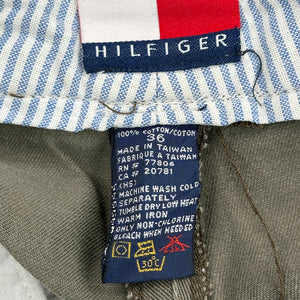 HILFIGER
100% COTTON/COTON
36
MADE IN TAIWAN
FABRIQUE A TAIWAN
RN # 77806
CA # 20781
(HS)
MACHINE WASH COLD
SEPARATELY
TUMBLE DRY LOW HEAT
WARM IRON
ONLY NON-CHLORINE
BLEACH WHEN NEEDED
30°C